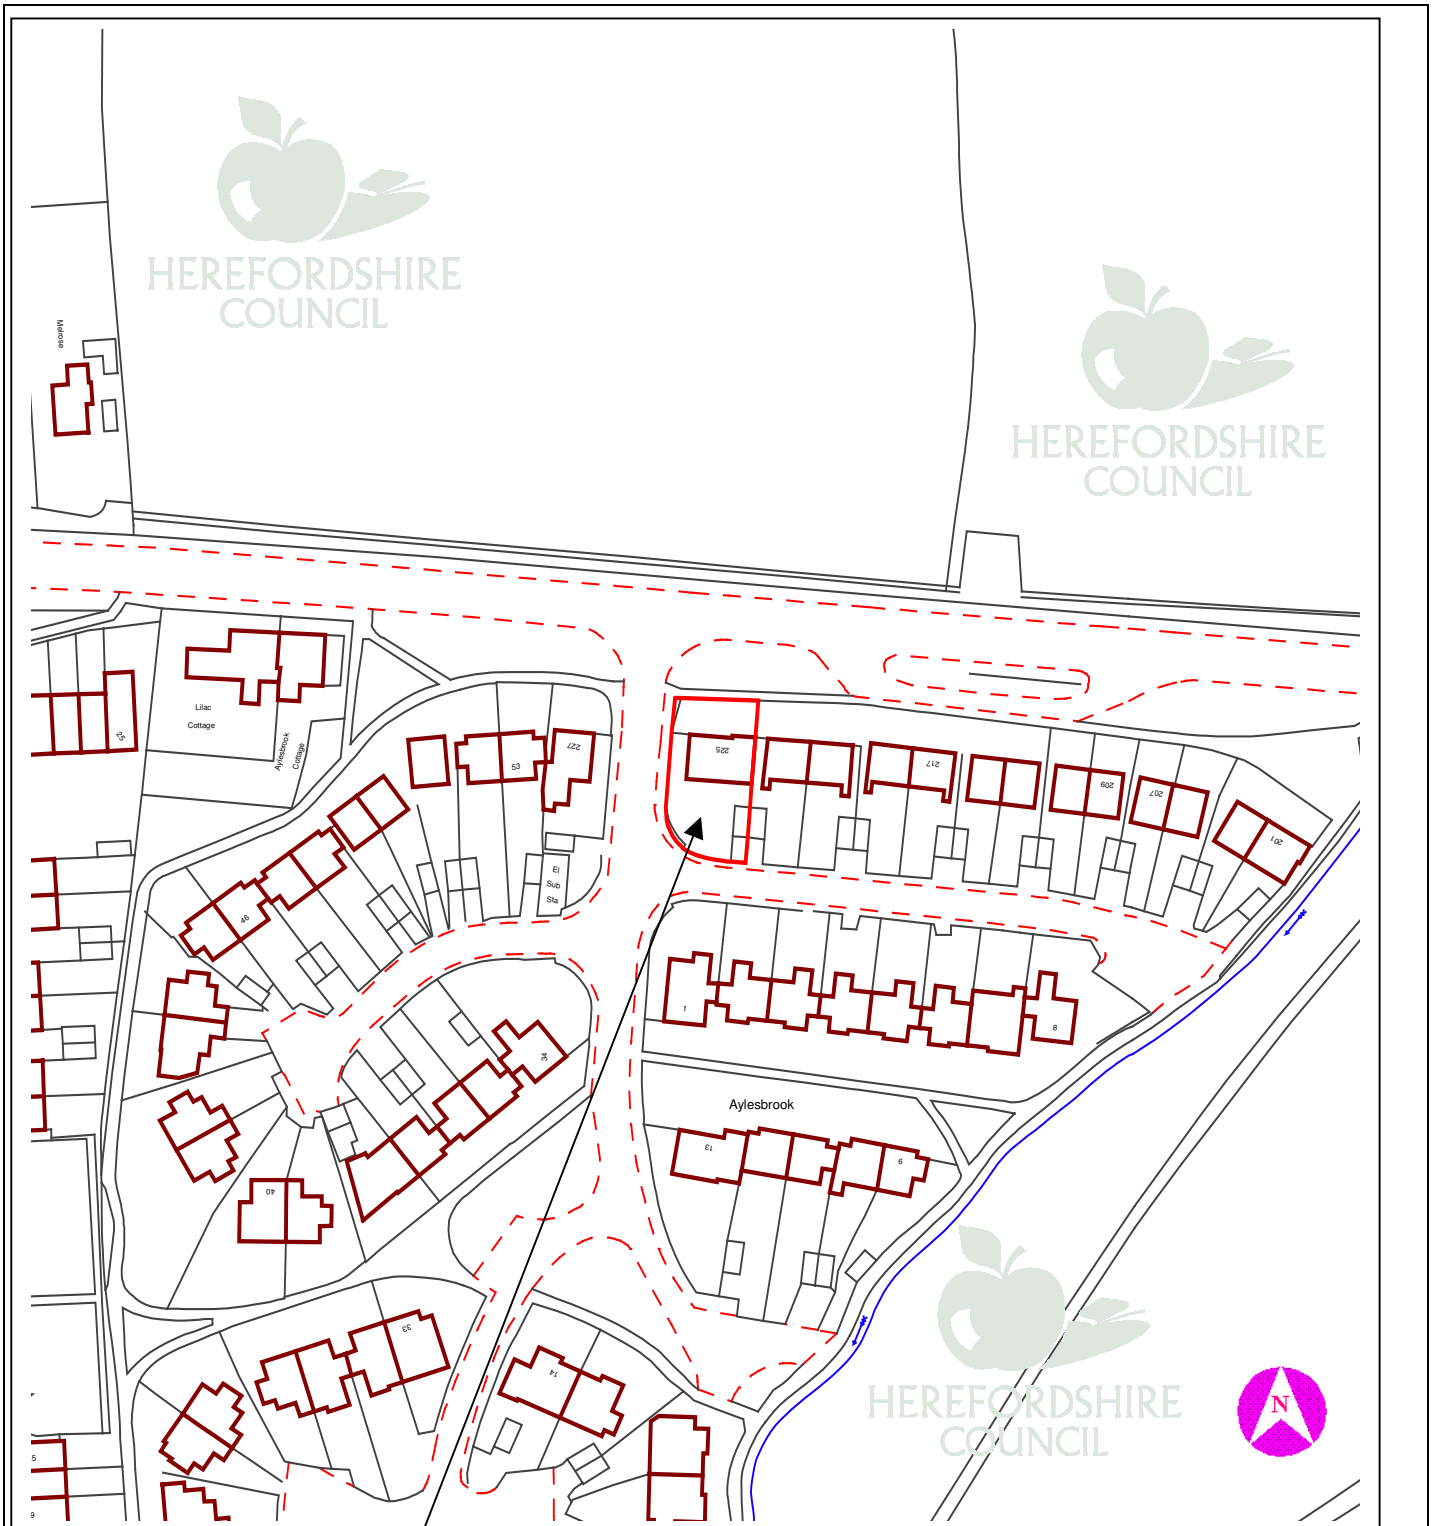 HEREFORDSHIRE
COUNCIL
HEREFORDSHIRE
COUNCIL
Melrose
Lilac
Cottage
Aylesbrook
Cottage
25
53
227
225
217
209
207
201
El
Sub
Sta
46
34
1
8
Aylesbrook
13
9
40
33
14
HEREFORDSHIRE
COUNCIL
N
5
9